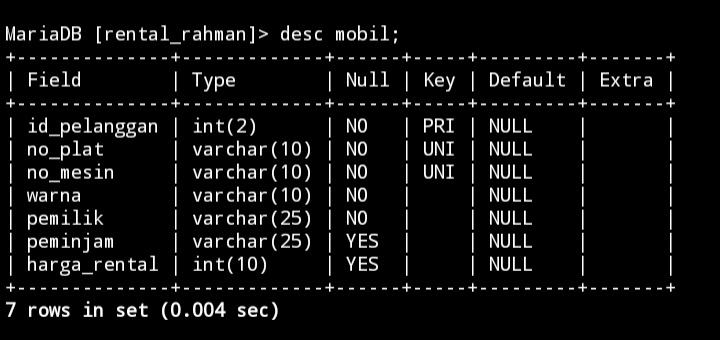 MariaDB [rental_rahman]> desc mobil;
+--------------+-------------+------+-----+---------+-------+
| Field        | Type        | Null | Key | Default | Extra |
+--------------+-------------+------+-----+---------+-------+
| id_pelanggan | int(2)      | NO   | PRI | NULL    |       |
| no_plat      | varchar(10) | NO   | UNI | NULL    |       |
| no_mesin     | varchar(10) | NO   | UNI | NULL    |       |
| warna        | varchar(10) | NO   |     | NULL    |       |
| pemilik      | varchar(25) | NO   |     | NULL    |       |
| peminjam     | varchar(25) | YES  |     | NULL    |       |
| harga_rental | int(10)     | YES  |     | NULL    |       |
+--------------+-------------+------+-----+---------+-------+
7 rows in set (0.004 sec)